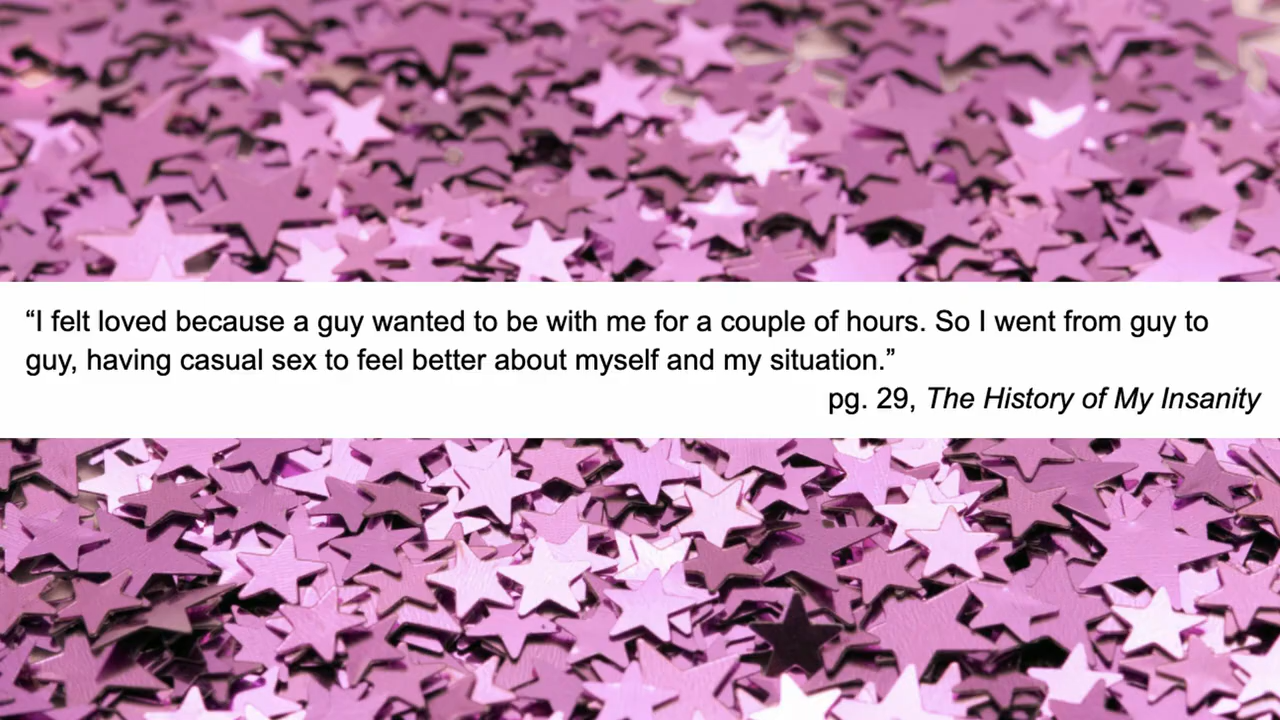 “I felt loved because a guy wanted to be with me for a couple of hours. So I went from guy to
guy, having casual sex to feel better about myself and my situation.”
pg. 29, The History of My Insanity